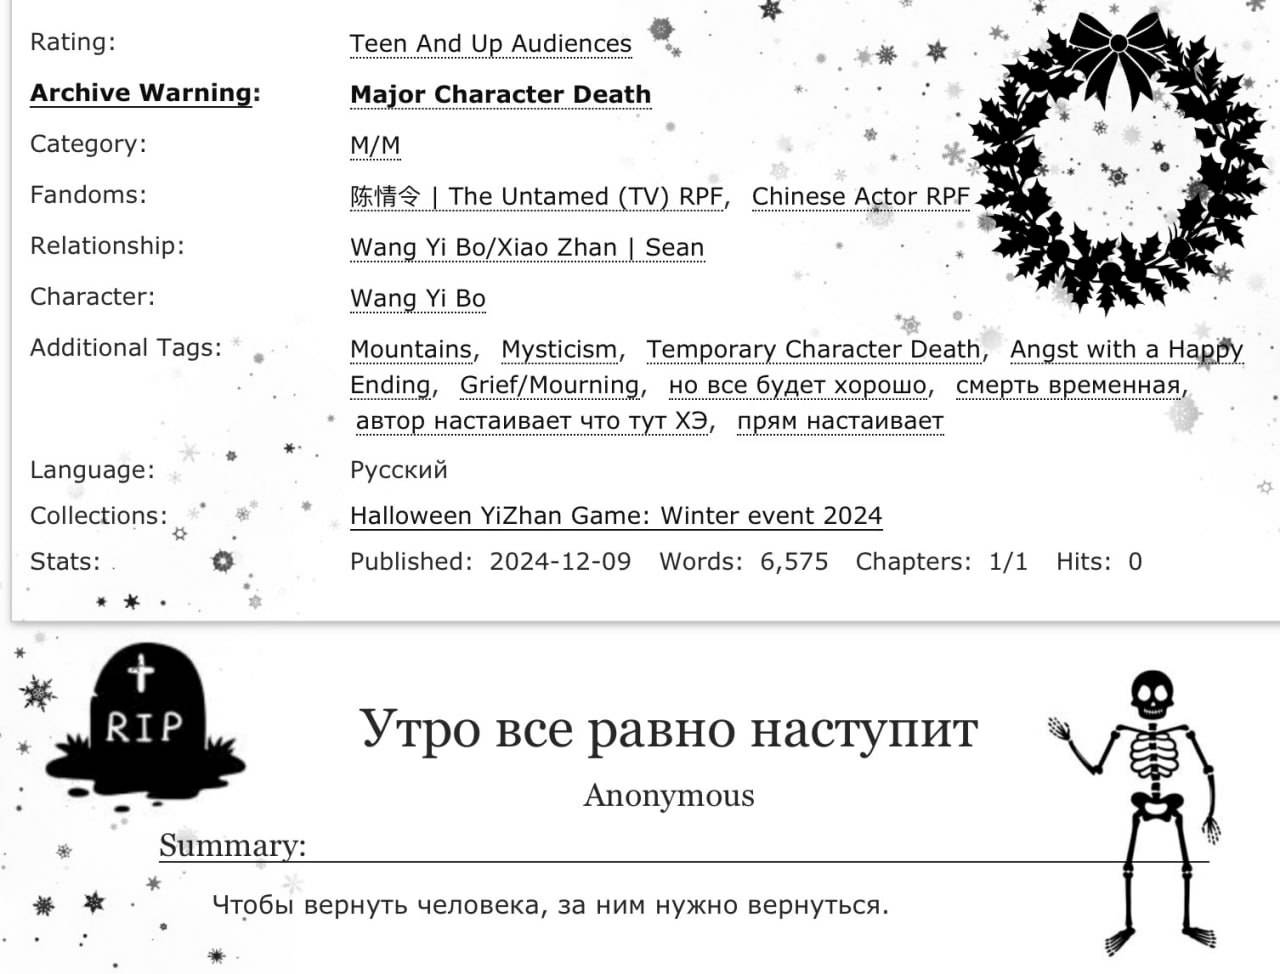 Rating: Teen And Up Audiences
Archive Warning: Major Character Death
Category: M/M
Fandoms: 陈情令 | The Untamed (TV) RPF, Chinese Actor RPF
Relationship: Wang Yi Bo/Xiao Zhan | Sean
Character: Wang Yi Bo
Additional Tags: Mountains, Mysticism, Temporary Character Death, Angst with a Happy
Ending, Grief/Mourning, но все будет хорошо, смерть временная,
автор настаивает что тут ХЭ, прям настаивает
Language: Русский
Collections: Halloween YiZhan Game: Winter event 2024
Stats: Published: 2024-12-09 Words: 6,575 Chapters: 1/1 Hits: 0
RIP
Утро все равно наступит
Anonymous
Summary:
Чтобы вернуть человека, за ним нужно вернуться.